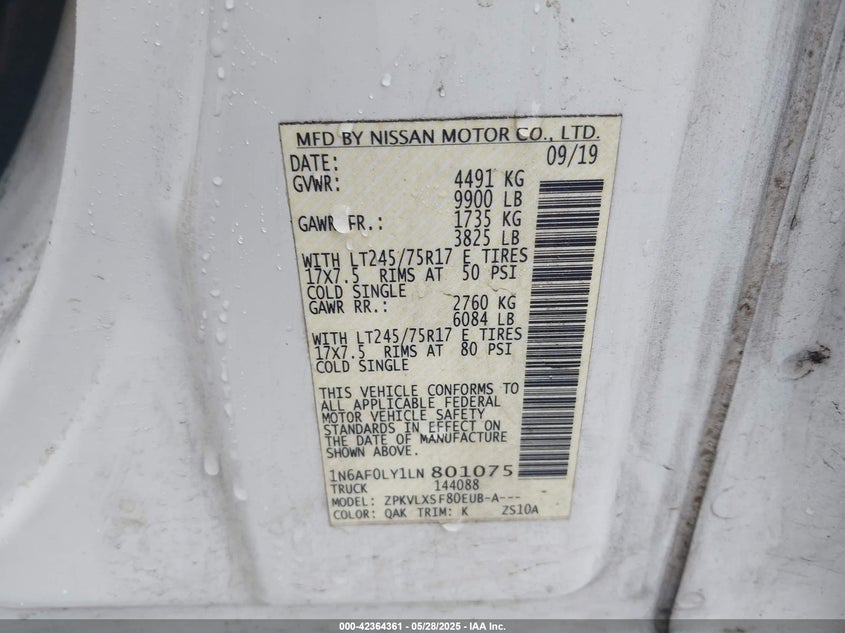 MFD BY NISSAN MOTOR CO., LTD.
DATE: 09/19
GVWR: 4491 KG
9900 LB
GAWR FR.: 1735 KG
3825 LB
WITH LT245/75R17 E TIRES
17X7.5 RIMS AT 50 PSI
COLD SINGLE
GAWR RR.: 2760 KG
6084 LB
WITH LT245/75R17 E TIRES
17X7.5 RIMS AT 80 PSI
COLD SINGLE
THIS VEHICLE CONFORMS TO
ALL APPLICABLE FEDERAL
MOTOR VEHICLE SAFETY
STANDARDS IN EFFECT ON
THE DATE OF MANUFACTURE
SHOWN ABOVE.
1N6AF0LY1LN 801075
TRUCK 144088
MODEL: ZPKVLXSF80EUB-A---
COLOR: QAK TRIM: K ZS10A
000-42364361 - 05/28/2025 - IAA Inc.